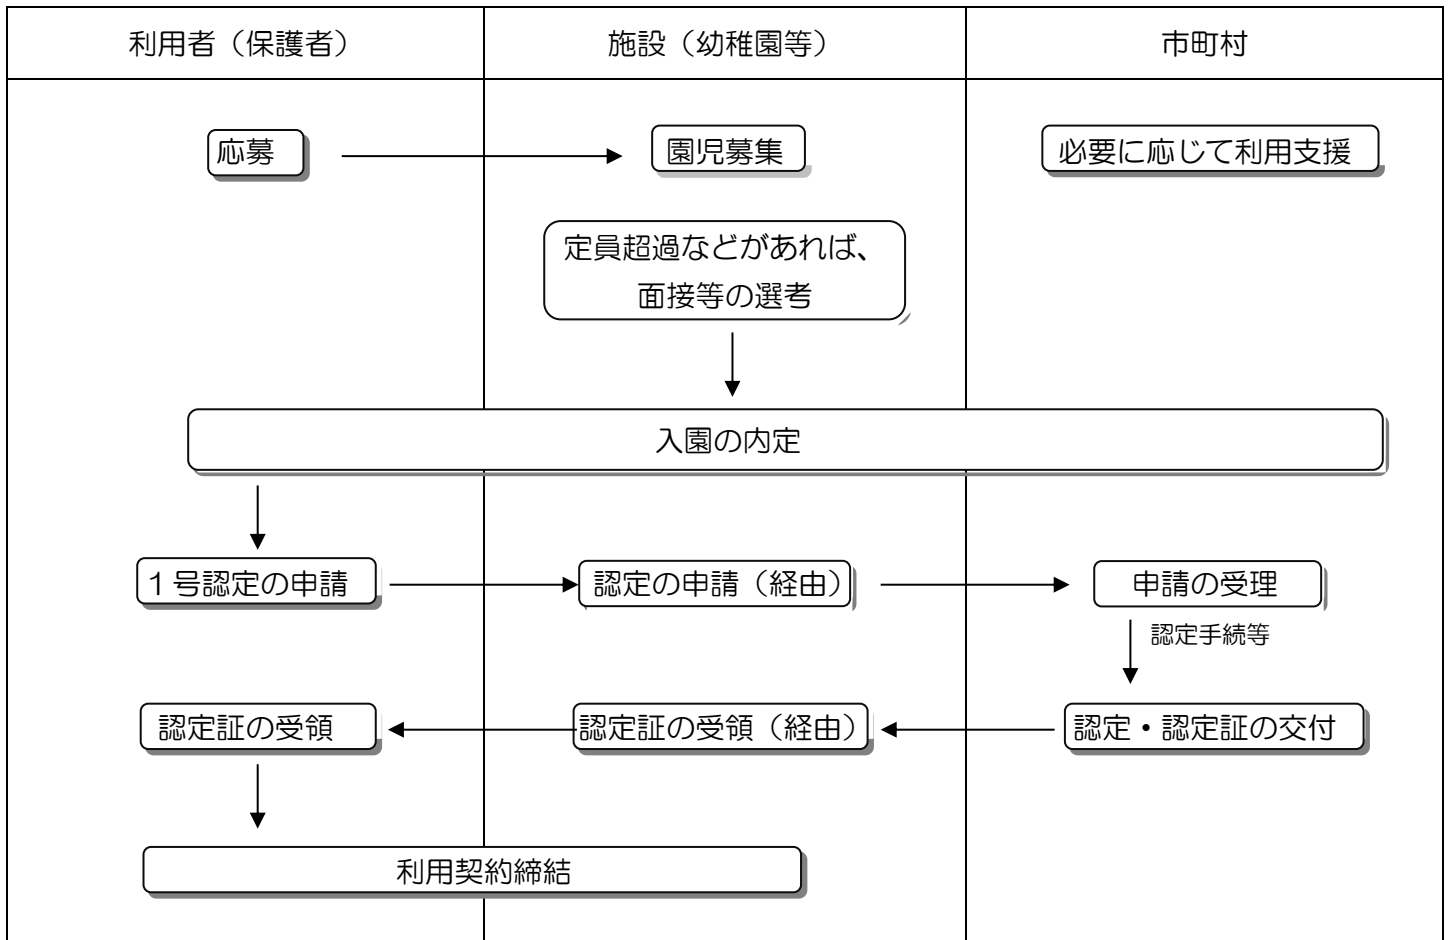 利用者（保護者）
施設（幼稚園等）
市町村
応募
園児募集
必要に応じて利用支援
定員超過などがあれば、
面接等の選考
入園の内定
１号認定の申請
認定の申請（経由）
申請の受理
認定手続等
認定証の受領
認定証の受領（経由）
認定・認定証の交付
利用契約締結